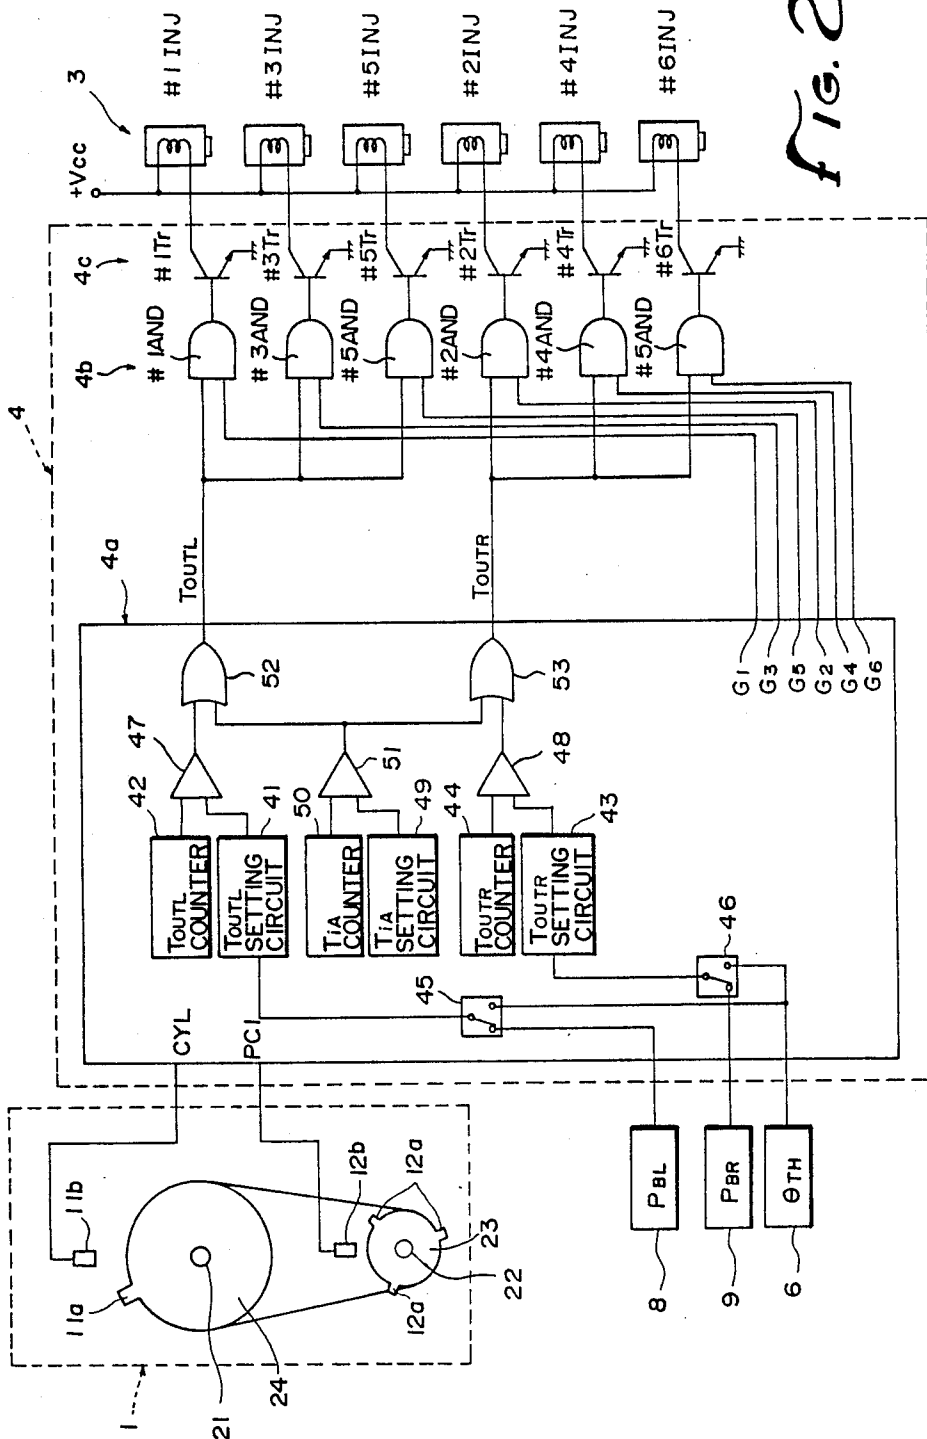 FIG. 2
4
4b
4c
3
+Vcc
#1AND
#1Tr
#1INJ
#3AND
#3Tr
#3INJ
#5AND
#5Tr
#5INJ
#2AND
#2Tr
#2INJ
#4AND
#4Tr
#4INJ
#5AND
#6Tr
#6INJ
4a
TOUTL
TOUTR
G1
G3
G5
G2
G4
G6
CYL
PCI
42
TOUTL
COUNTER
47
52
41
TOUTL
SETTING
CIRCUIT
50
TiA
COUNTER
51
49
TiA
SETTING
CIRCUIT
44
TOUTR
COUNTER
48
53
43
TOUTR
SETTING
CIRCUIT
45
46
1
11a
11b
21
24
12b
12a
12a
23
22
8
PBL
9
PBR
6
θTH